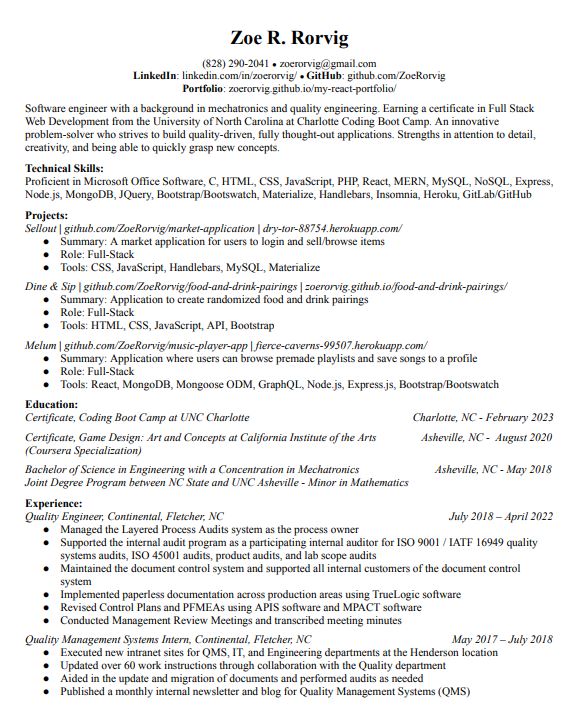 Zoe R. Rorvig
(828) 290-2041 • zoerorvig@gmail.com
LinkedIn: linkedin.com/in/zoerorvig/ • GitHub: github.com/ZoeRorvig
Portfolio: zoerorvig.github.io/my-react-portfolio/
Software engineer with a background in mechatronics and quality engineering. Earning a certificate in Full Stack
Web Development from the University of North Carolina at Charlotte Coding Boot Camp. An innovative
problem-solver who strives to build quality-driven, fully thought-out applications. Strengths in attention to detail,
creativity, and being able to quickly grasp new concepts.
Technical Skills:
Proficient in Microsoft Office Software, C, HTML, CSS, JavaScript, PHP, React, MERN, MySQL, NoSQL, Express,
Node.js, MongoDB, JQuery, Bootstrap/Bootswatch, Materialize, Handlebars, Insomnia, Heroku, GitLab/GitHub
Projects:
Sellout | github.com/ZoeRorvig/market-application | dry-tor-88754.herokuapp.com/
● Summary: A market application for users to login and sell/browse items
● Role: Full-Stack
● Tools: CSS, JavaScript, Handlebars, MySQL, Materialize
Dine & Sip | github.com/ZoeRorvig/food-and-drink-pairings | zoerorvig.github.io/food-and-drink-pairings/
● Summary: Application to create randomized food and drink pairings
● Role: Full-Stack
● Tools: HTML, CSS, JavaScript, API, Bootstrap
Melum | github.com/ZoeRorvig/music-player-app | fierce-caverns-99507.herokuapp.com/
● Summary: Application where users can browse premade playlists and save songs to a profile
● Role: Full-Stack
● Tools: React, MongoDB, Mongoose ODM, GraphQL, Node.js, Express.js, Bootstrap/Bootswatch
Education:
Certificate, Coding Boot Camp at UNC Charlotte Charlotte, NC - February 2023
Certificate, Game Design: Art and Concepts at California Institute of the Arts Asheville, NC - August 2020
(Coursera Specialization)
Bachelor of Science in Engineering with a Concentration in Mechatronics Asheville, NC - May 2018
Joint Degree Program between NC State and UNC Asheville - Minor in Mathematics
Experience:
Quality Engineer, Continental, Fletcher, NC July 2018 – April 2022
● Managed the Layered Process Audits system as the process owner
● Supported the internal audit program as a participating internal auditor for ISO 9001 / IATF 16949 quality
systems audits, ISO 45001 audits, product audits, and lab scope audits
● Maintained the document control system and supported all internal customers of the document control
system
● Implemented paperless documentation across production areas using TrueLogic software
● Revised Control Plans and PFMEAs using APIS software and MPACT software
● Conducted Management Review Meetings and transcribed meeting minutes
Quality Management Systems Intern, Continental, Fletcher, NC May 2017 – July 2018
● Executed new intranet sites for QMS, IT, and Engineering departments at the Henderson location
● Updated over 60 work instructions through collaboration with the Quality department
● Aided in the update and migration of documents and performed audits as needed
● Published a monthly internal newsletter and blog for Quality Management Systems (QMS)